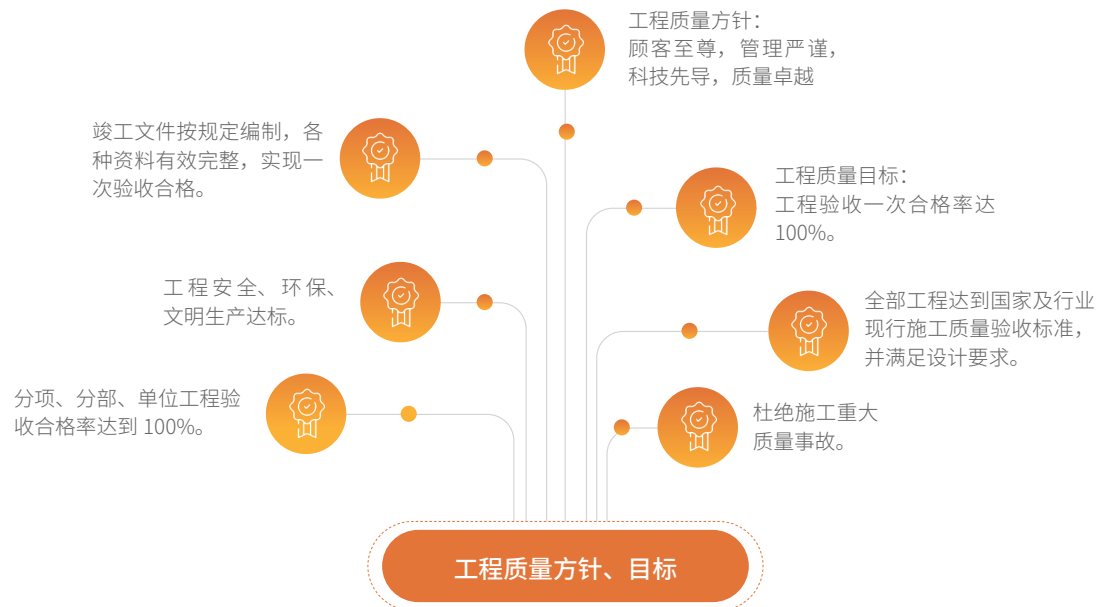 工程质量方针：
顾客至尊，管理严谨，
科技先导，质量卓越
竣工文件按规定编制，各
种资料有效完整，实现一
次验收合格。
工程质量目标：
工程验收一次合格率达
100%。
工程安全、环保、
文明生产达标。
全部工程达到国家及行业
现行施工质量验收标准，
并满足设计要求。
分项、分部、单位工程验
收合格率达到 100%。
杜绝施工重大
质量事故。
工程质量方针、目标